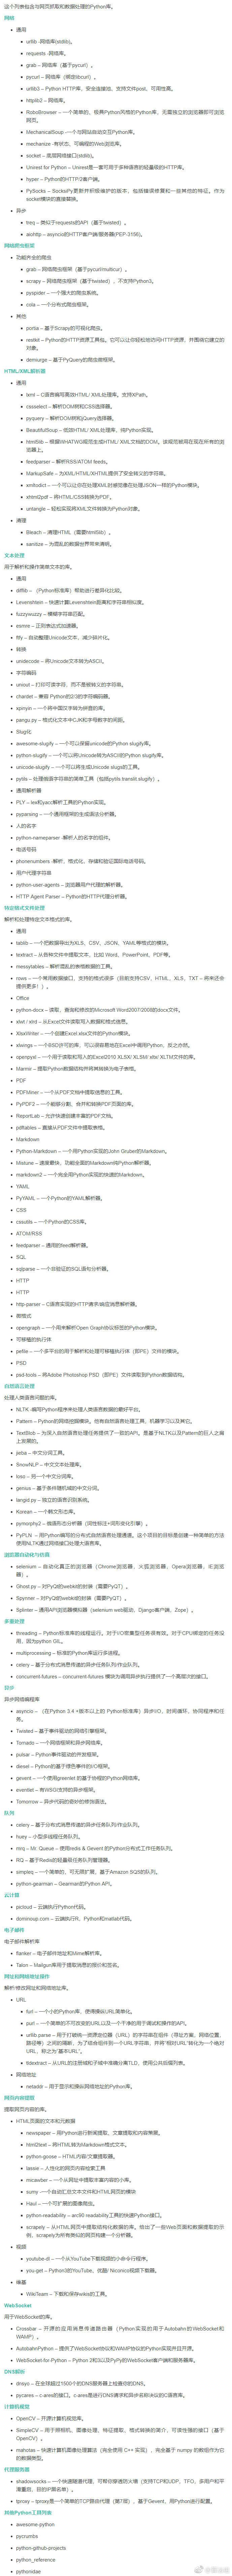 这个列表包含与网页抓取和数据处理的Python库。
网络
通用
urllib -网络库(stdlib)。
requests -网络库。
grab – 网络库（基于pycurl）。
pycurl – 网络库（绑定libcurl）。
urllib3 – Python HTTP库，安全连接池、支持文件post、可用性高。
httplib2 – 网络库。
RoboBrowser – 一个简单的、极具Python风格的Python库，无需独立的浏览器即可浏览
网页。
MechanicalSoup -一个与网站自动交互Python库。
mechanize -有状态、可编程的Web浏览库。
socket – 底层网络接口(stdlib)。
Unirest for Python – Unirest是一套可用于多种语言的轻量级的HTTP库。
hyper – Python的HTTP/2客户端。
PySocks – SocksiPy更新并积极维护的版本，包括错误修复和一些其他的特征。作为
socket模块的直接替换。
异步
treq – 类似于requests的API（基于twisted）。
aiohttp – asyncio的HTTP客户端/服务器(PEP-3156)。
网络爬虫框架
功能齐全的爬虫
grab – 网络爬虫框架（基于pycurl/multicur）。
scrapy – 网络爬虫框架（基于twisted），不支持Python3。
pyspider – 一个强大的爬虫系统。
cola – 一个分布式爬虫框架。
其他
portia – 基于Scrapy的可视化爬虫。
restkit – Python的HTTP资源工具包。它可以让你轻松地访问HTTP资源，并围绕它建立的
对象。
demiurge – 基于PyQuery的爬虫微框架。
HTML/XML解析器
通用
lxml – C语言编写高效HTML/ XML处理库。支持XPath。
cssselect – 解析DOM树和CSS选择器。
pyquery – 解析DOM树和jQuery选择器。
BeautifulSoup – 低效HTML/ XML处理库，纯Python实现。
html5lib – 根据WHATWG规范生成HTML/ XML文档的DOM。该规范被用在现在所有的浏
览器上。
feedparser – 解析RSS/ATOM feeds。
MarkupSafe – 为XML/HTML/XHTML提供了安全转义的字符串。
xmltodict – 一个可以让你在处理XML时感觉像在处理JSON一样的Python模块。
xhtml2pdf – 将HTML/CSS转换为PDF。
untangle – 轻松实现将XML文件转换为Python对象。
清理
Bleach – 清理HTML（需要html5lib）。
sanitize – 为混乱的数据世界带来清明。
文本处理
用于解析和操作简单文本的库。
通用
difflib – （Python标准库）帮助进行差异化比较。
Levenshtein – 快速计算Levenshtein距离和字符串相似度。
fuzzywuzzy – 模糊字符串匹配。
esmre – 正则表达式加速器。
ftfy – 自动整理Unicode文本，减少碎片化。
转换
unidecode – 将Unicode文本转为ASCII。
字符编码
uniout – 打印可读字符，而不是被转义的字符串。
chardet – 兼容 Python的2/3的字符编码器。
xpinyin – 一个将中国汉字转为拼音的库。
pangu.py – 格式化文本中CJK和字母数字的间距。
Slug化
awesome-slugify – 一个可以保留unicode的Python slugify库。
python-slugify – 一个可以将Unicode转为ASCII的Python slugify库。
unicode-slugify – 一个可以将生成Unicode slugs的工具。
pytils – 处理俄语字符串的简单工具（包括pytils.translit.slugify）。
通用解析器
PLY – lex和yacc解析工具的Python实现。
pyparsing – 一个通用框架的生成语法分析器。
人的名字
python-nameparser -解析人的名字的组件。
电话号码
phonenumbers -解析，格式化，存储和验证国际电话号码。
用户代理字符串
python-user-agents – 浏览器用户代理的解析器。
HTTP Agent Parser – Python的HTTP代理分析器。
特定格式文件处理
解析和处理特定文本格式的库。
通用
tablib – 一个把数据导出为XLS、CSV、JSON、YAML等格式的模块。
textract – 从各种文件中提取文本，比如 Word、PowerPoint、PDF等。
messytables – 解析混乱的表格数据的工具。
rows – 一个常用数据接口，支持的格式很多（目前支持CSV，HTML，XLS，TXT – 将来还会
提供更多！）。
Office
python-docx – 读取，查询和修改的Microsoft Word2007/2008的docx文件。
xlwt / xlrd – 从Excel文件读取写入数据和格式信息。
XlsxWriter – 一个创建Excel.xlsx文件的Python模块。
xlwings – 一个BSD许可的库，可以很容易地在Excel中调用Python，反之亦然。
openpyxl – 一个用于读取和写入的Excel2010 XLSX/ XLSM/ xltx/ XLTM文件的库。
Marmir – 提取Python数据结构并将其转换为电子表格。
PDF
PDFMiner – 一个从PDF文档中提取信息的工具。
PyPDF2 – 一个能够分割、合并和转换PDF页面的库。
ReportLab – 允许快速创建丰富的PDF文档。
pdftables – 直接从PDF文件中提取表格。
Markdown
Python-Markdown – 一个用Python实现的John Gruber的Markdown。
Mistune – 速度最快，功能全面的Markdown纯Python解析器。
markdown2 – 一个完全用Python实现的快速的Markdown。
YAML
PyYAML – 一个Python的YAML解析器。
CSS
cssutils – 一个Python的CSS库。
ATOM/RSS
feedparser – 通用的feed解析器。
SQL
sqlparse – 一个非验证的SQL语句分析器。
HTTP
HTTP
http-parser – C语言实现的HTTP请求/响应消息解析器。
微格式
opengraph – 一个用来解析Open Graph协议标签的Python模块。
可移植的执行体
pefile – 一个多平台的用于解析和处理可移植执行体（即PE）文件的模块。
PSD
psd-tools – 将Adobe Photoshop PSD（即PE）文件读取到Python数据结构。
自然语言处理
处理人类语言问题的库。
NLTK -编写Python程序来处理人类语言数据的最好平台。
Pattern – Python的网络挖掘模块。他有自然语言处理工具，机器学习以及其它。
TextBlob – 为深入自然语言处理任务提供了一致的API。是基于NLTK以及Pattern的巨人之肩
上发展的。
jieba – 中文分词工具。
SnowNLP – 中文文本处理库。
loso – 另一个中文分词库。
genius – 基于条件随机域的中文分词。
langid.py – 独立的语言识别系统。
Korean – 一个韩文形态库。
pymorphy2 – 俄语形态分析器（词性标注+词形变化引擎）。
PyPLN – 用Python编写的分布式自然语言处理通道。这个项目的目标是创建一种简单的方法
使用NLTK通过网络接口处理大语言库。
浏览器自动化与仿真
selenium – 自动化真正的浏览器（Chrome浏览器，火狐浏览器，Opera浏览器，IE浏览
器）。
Ghost.py – 对PyQt的webkit的封装（需要PyQT）。
Spynner – 对PyQt的webkit的封装（需要PyQT）。
Splinter – 通用API浏览器模拟器（selenium web驱动，Django客户端，Zope）。
多重处理
threading – Python标准库的线程运行。对于I/O密集型任务很有效。对于CPU绑定的任务没
用，因为python GIL。
multiprocessing – 标准的Python库运行多进程。
celery – 基于分布式消息传递的异步任务队列/作业队列。
concurrent-futures – concurrent-futures 模块为调用异步执行提供了一个高层次的接口。
异步
异步网络编程库
asyncio – （在Python 3.4 +版本以上的 Python标准库）异步I/O，时间循环，协同程序和任
务。
Twisted – 基于事件驱动的网络引擎框架。
Tornado – 一个网络框架和异步网络库。
pulsar – Python事件驱动的并发框架。
diesel – Python的基于绿色事件的I/O框架。
gevent – 一个使用greenlet 的基于协程的Python网络库。
eventlet – 有WSGI支持的异步框架。
Tomorrow – 异步代码的奇妙的修饰语法。
队列
celery – 基于分布式消息传递的异步任务队列/作业队列。
huey – 小型多线程任务队列。
mrq – Mr. Queue – 使用redis & Gevent 的Python分布式工作任务队列。
RQ – 基于Redis的轻量级任务队列管理器。
simpleq – 一个简单的，可无限扩展，基于Amazon SQS的队列。
python-gearman – Gearman的Python API。
云计算
picloud – 云端执行Python代码。
dominoup.com – 云端执行R，Python和matlab代码。
电子邮件
电子邮件解析库
flanker – 电子邮件地址和Mime解析库。
Talon – Mailgun库用于提取消息的报价和签名。
网址和网络地址操作
解析/修改网址和网络地址库。
URL
furl – 一个小的Python库，使得操纵URL简单化。
purl – 一个简单的不可改变的URL以及一个干净的用于调试和操作的API。
urllib.parse – 用于打破统一资源定位器（URL）的字符串在组件（寻址方案，网络位置，
路径等）之间的隔断，为了结合组件到一个URL字符串，并将"相对URL"转化为一个绝对
URL，称之为"基本URL"。
tldextract – 从URL的注册域和子域中准确分离TLD，使用公共后缀列表。
网络地址
netaddr – 用于显示和操纵网络地址的Python库。
网页内容提取
提取网页内容的库。
HTML页面的文本和元数据
newspaper – 用Python进行新闻提取、文章提取和内容策展。
html2text – 将HTML转为Markdown格式文本。
python-goose – HTML内容/文章提取器。
lassie – 人性化的网页内容检索工具
micawber – 一个从网址中提取丰富内容的小库。
sumy -一个自动汇总文本文件和HTML网页的模块
Haul – 一个可扩展的图像爬虫。
python-readability – arc90 readability工具的快速Python接口。
scrapely – 从HTML网页中提取结构化数据的库。给出了一些Web页面和数据提取的示
例，scrapely为所有类似的网页构建一个分析器。
视频
youtube-dl – 一个从YouTube下载视频的小命令行程序。
you-get – Python3的YouTube、优酷/ Niconico视频下载器。
维基
WikiTeam – 下载和保存wikis的工具。
WebSocket
用于WebSocket的库。
Crossbar – 开源的应用消息传递路由器（Python实现的用于Autobahn的WebSocket和
WAMP）。
AutobahnPython – 提供了WebSocket协议和WAMP协议的Python实现并且开源。
WebSocket-for-Python – Python 2和3以及PyPy的WebSocket客户端和服务器库。
DNS解析
dnsyo – 在全球超过1500个的DNS服务器上检查你的DNS。
pycares – c-ares的接口。c-ares是进行DNS请求和异步名称决议的C语言库。
计算机视觉
OpenCV – 开源计算机视觉库。
SimpleCV – 用于照相机、图像处理、特征提取、格式转换的简介，可读性强的接口（基于
OpenCV）。
mahotas – 快速计算机图像处理算法（完全使用 C++ 实现），完全基于 numpy 的数组作为它
的数据类型。
代理服务器
shadowsocks – 一个快速隧道代理，可帮你穿透防火墙（支持TCP和UDP，TFO，多用户和平
滑重启，目的IP黑名单）。
tproxy – tproxy是一个简单的TCP路由代理（第7层），基于Gevent，用Python进行配置。
其他Python工具列表
awesome-python
pycrumbs
python-github-projects
python_reference
pythonidae